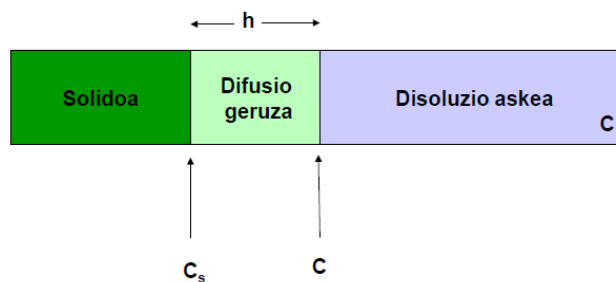 h
Solidoa
Difusio
geruza
Disoluzio askea
C
Cₛ
C